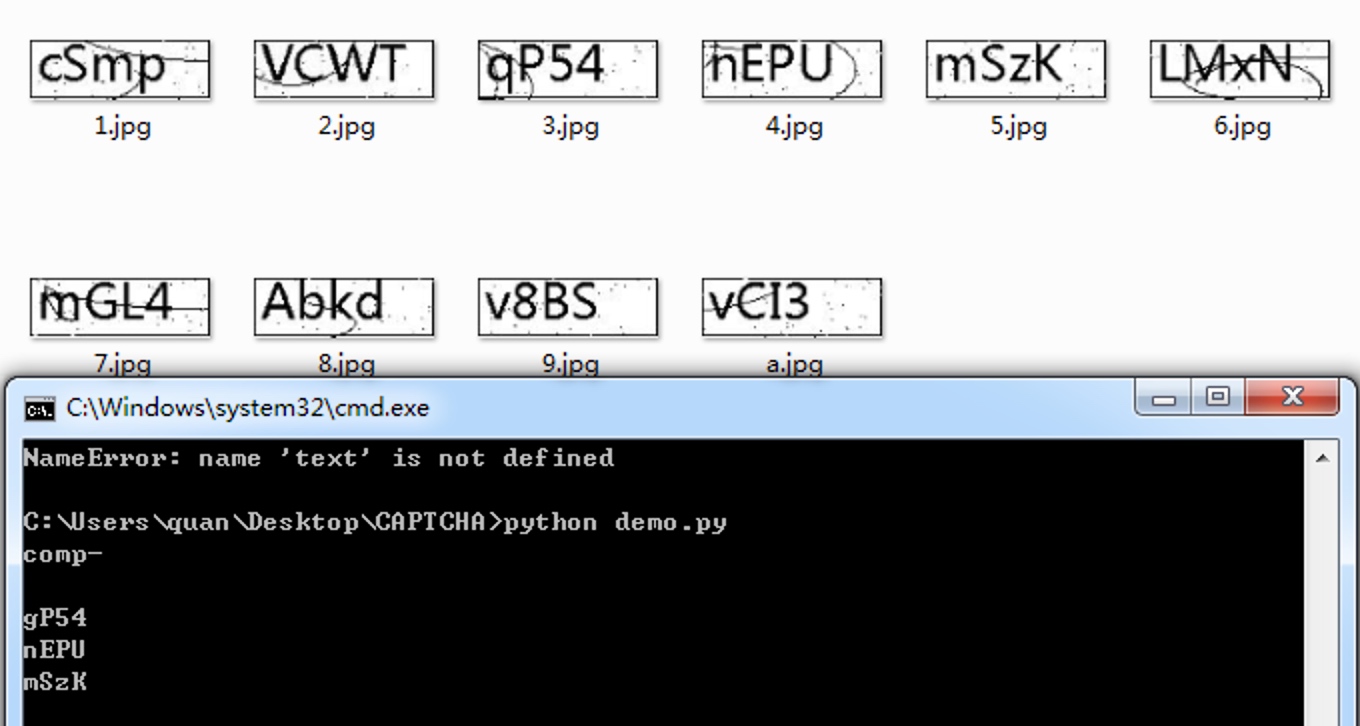 cSmp VCWT qP54 nEPU mSzK LMxN
1.jpg 2.jpg 3.jpg 4.jpg 5.jpg 6.jpg
mGL4 Abkd v8BS vCI3
7.jpg 8.jpg 9.jpg a.jpg
C:\Windows\system32\cmd.exe
NameError: name 'text' is not defined
C:\Users\quan\Desktop\CAPTCHA>python demo.py
comp-
gP54
nEPU
mSzK